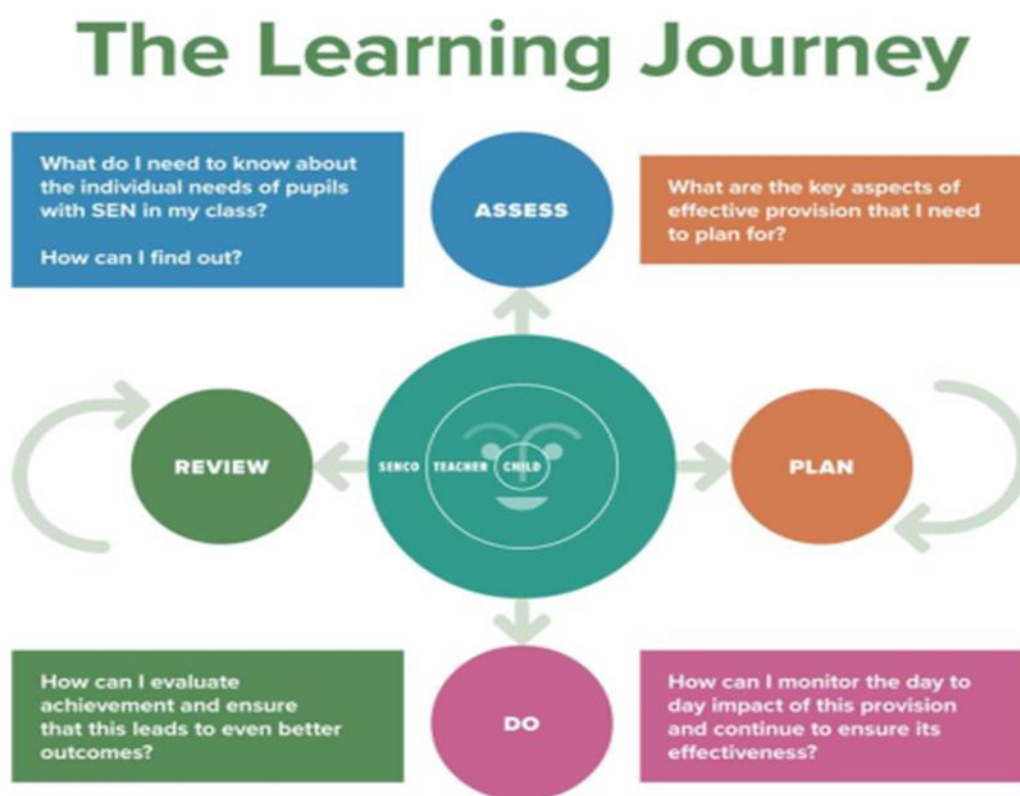 The Learning Journey
What do I need to know about
the individual needs of pupils
with SEN in my class?
How can I find out?
ASSESS
What are the key aspects of
effective provision that I need
to plan for?
REVIEW
SENCO
TEACHER
CHILD
PLAN
How can I evaluate
achievement and ensure
that this leads to even better
outcomes?
DO
How can I monitor the day to
day impact of this provision
and continue to ensure its
effectiveness?